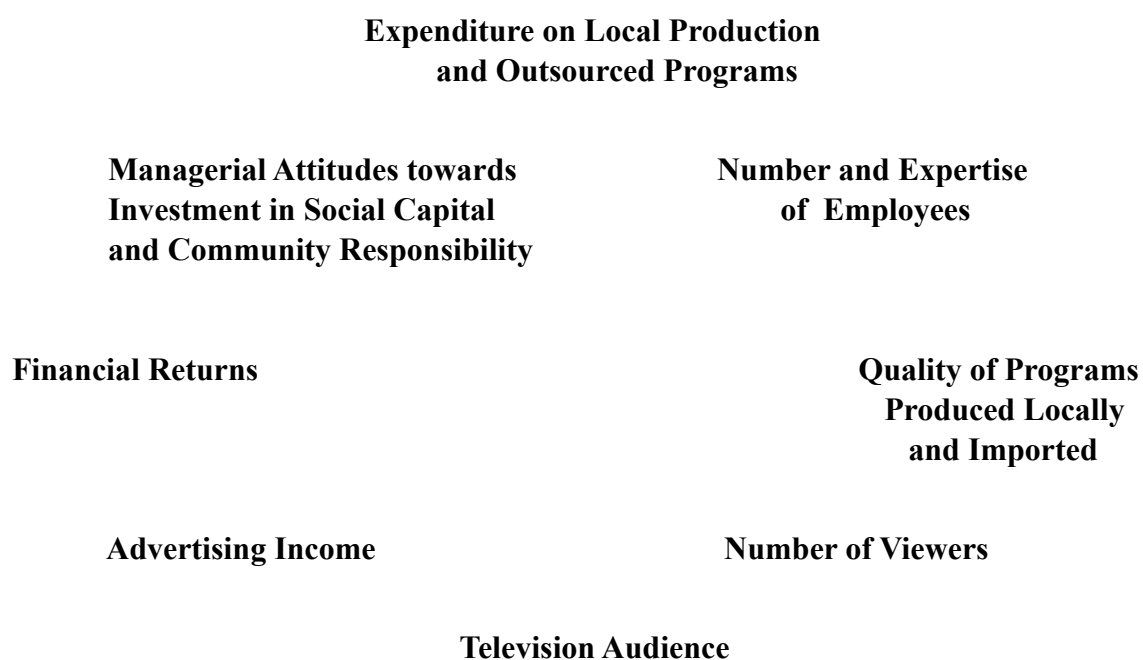 Expenditure on Local Production
and Outsourced Programs
Managerial Attitudes towards
Investment in Social Capital
and Community Responsibility
Number and Expertise
of Employees
Financial Returns
Quality of Programs
Produced Locally
and Imported
Advertising Income
Number of Viewers
Television Audience